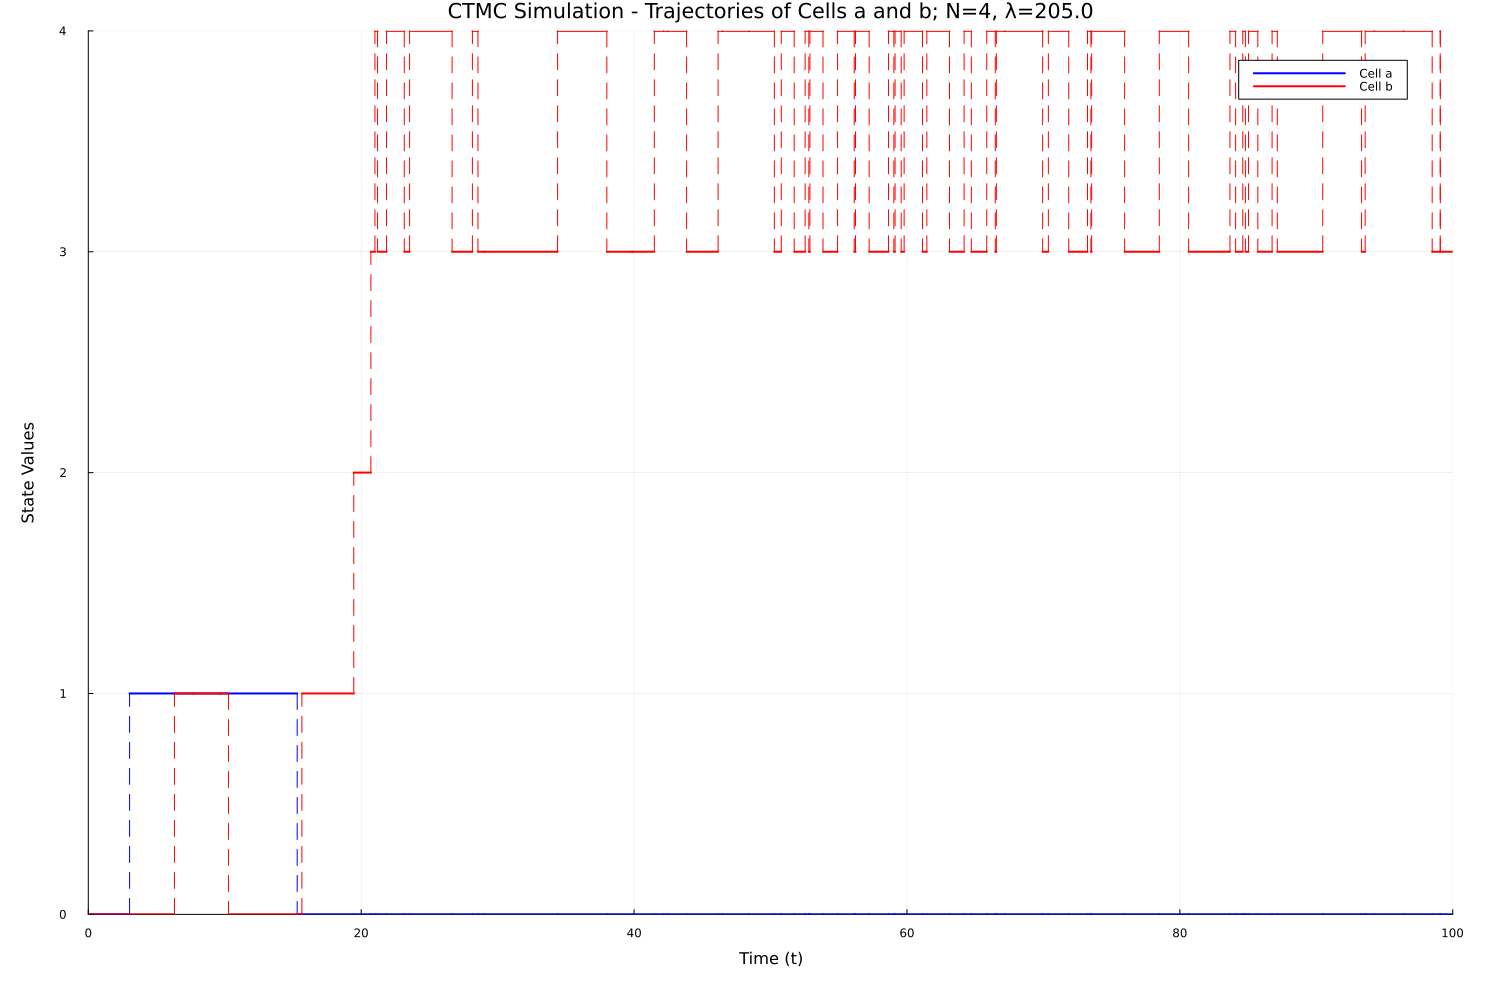 CTMC Simulation - Trajectories of Cells a and b; N=4, λ=205.0
4
Cell a
Cell b
3
State Values
2
1
0
0 20 40 60 80 100
Time (t)